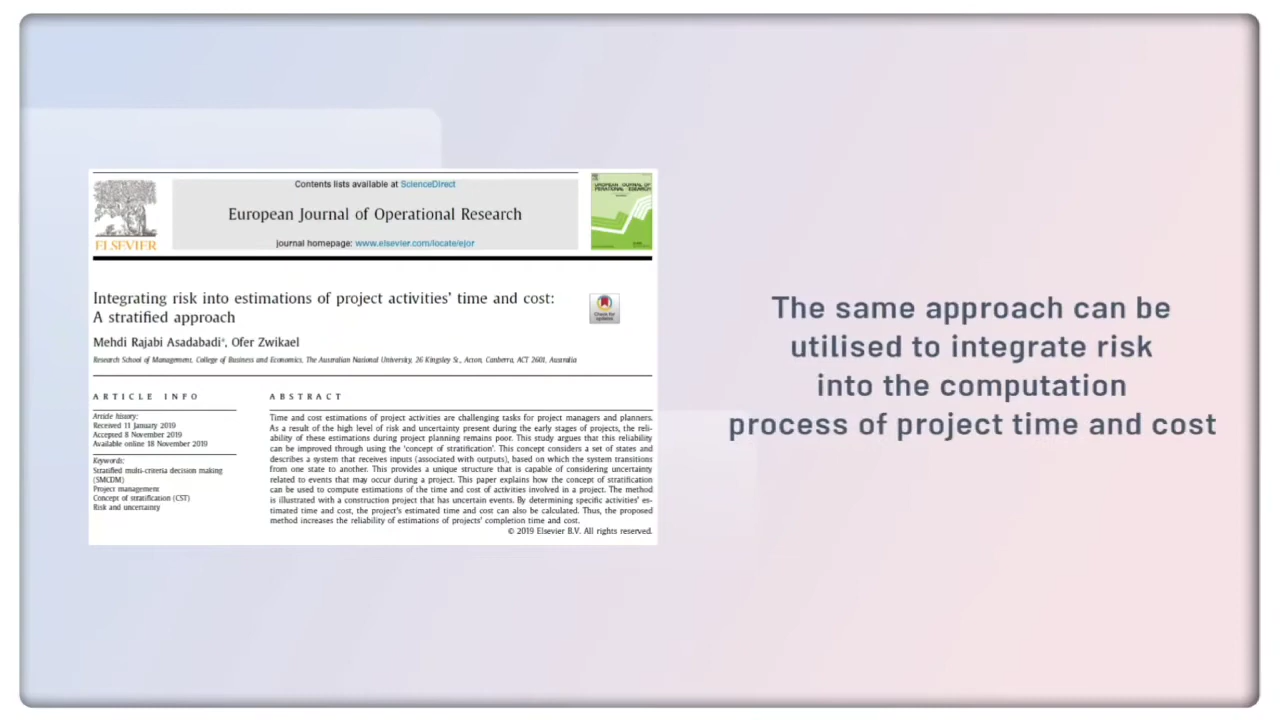 Contents lists available at ScienceDirect
European Journal of Operational Research
journal homepage: www.elsevier.com/locate/ejor
ELSEVIER
EUROPEAN JOURNAL OF
OPERATIONAL RESEARCH
Integrating risk into estimations of project activities' time and cost:
A stratified approach
Check for
updates
Mehdi Rajabi Asadabadi*, Ofer Zwikael
Research School of Management, College of Business and Economics, The Australian National University, 26 Kingsley St., Acton, Canberra, ACT 2601, Australia
ARTICLE INFO
Article history:
Received 11 January 2019
Accepted 8 November 2019
Available online 18 November 2019
Keywords:
Stratified multi-criteria decision making
(SMCDM)
Project management
Concept of stratification (CST)
Risk and uncertainty
ABSTRACT
Time and cost estimations of project activities are challenging tasks for project managers and planners.
As a result of the high level of risk and uncertainty present during the early stages of projects, the reli-
ability of these estimations during project planning remains poor. This study argues that this reliability
can be improved through using the 'concept of stratification'. This concept considers a set of states and
describes a system that receives inputs (associated with outputs), based on which the system transitions
from one state to another. This provides a unique structure that is capable of considering uncertainty
related to events that may occur during a project. This paper explains how the concept of stratification
can be used to compute estimations of the time and cost of activities involved in a project. The method
is illustrated with a construction project that has uncertain events. By determining specific activities' es-
timated time and cost, the project's estimated time and cost can also be calculated. Thus, the proposed
method increases the reliability of estimations of projects' completion time and cost.
© 2019 Elsevier B.V. All rights reserved.
The same approach can be
utilised to integrate risk
into the computation
process of project time and cost